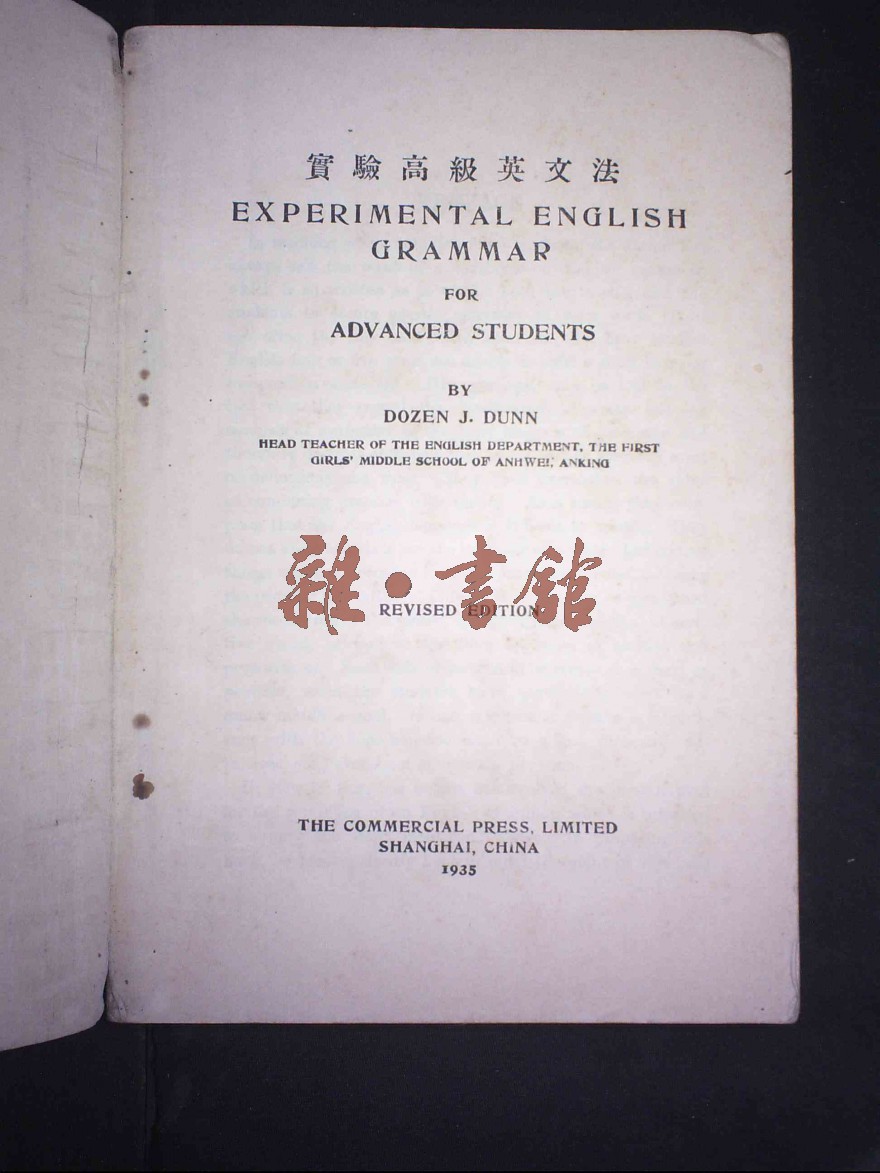 實驗高級英文法
EXPERIMENTAL ENGLISH
GRAMMAR
FOR
ADVANCED STUDENTS
BY
DOZEN J. DUNN
HEAD TEACHER OF THE ENGLISH DEPARTMENT, THE FIRST
GIRLS' MIDDLE SCHOOL OF ANHWEI, ANKING
雜·書館
REVISED EDITION
THE COMMERCIAL PRESS, LIMITED
SHANGHAI, CHINA
1935